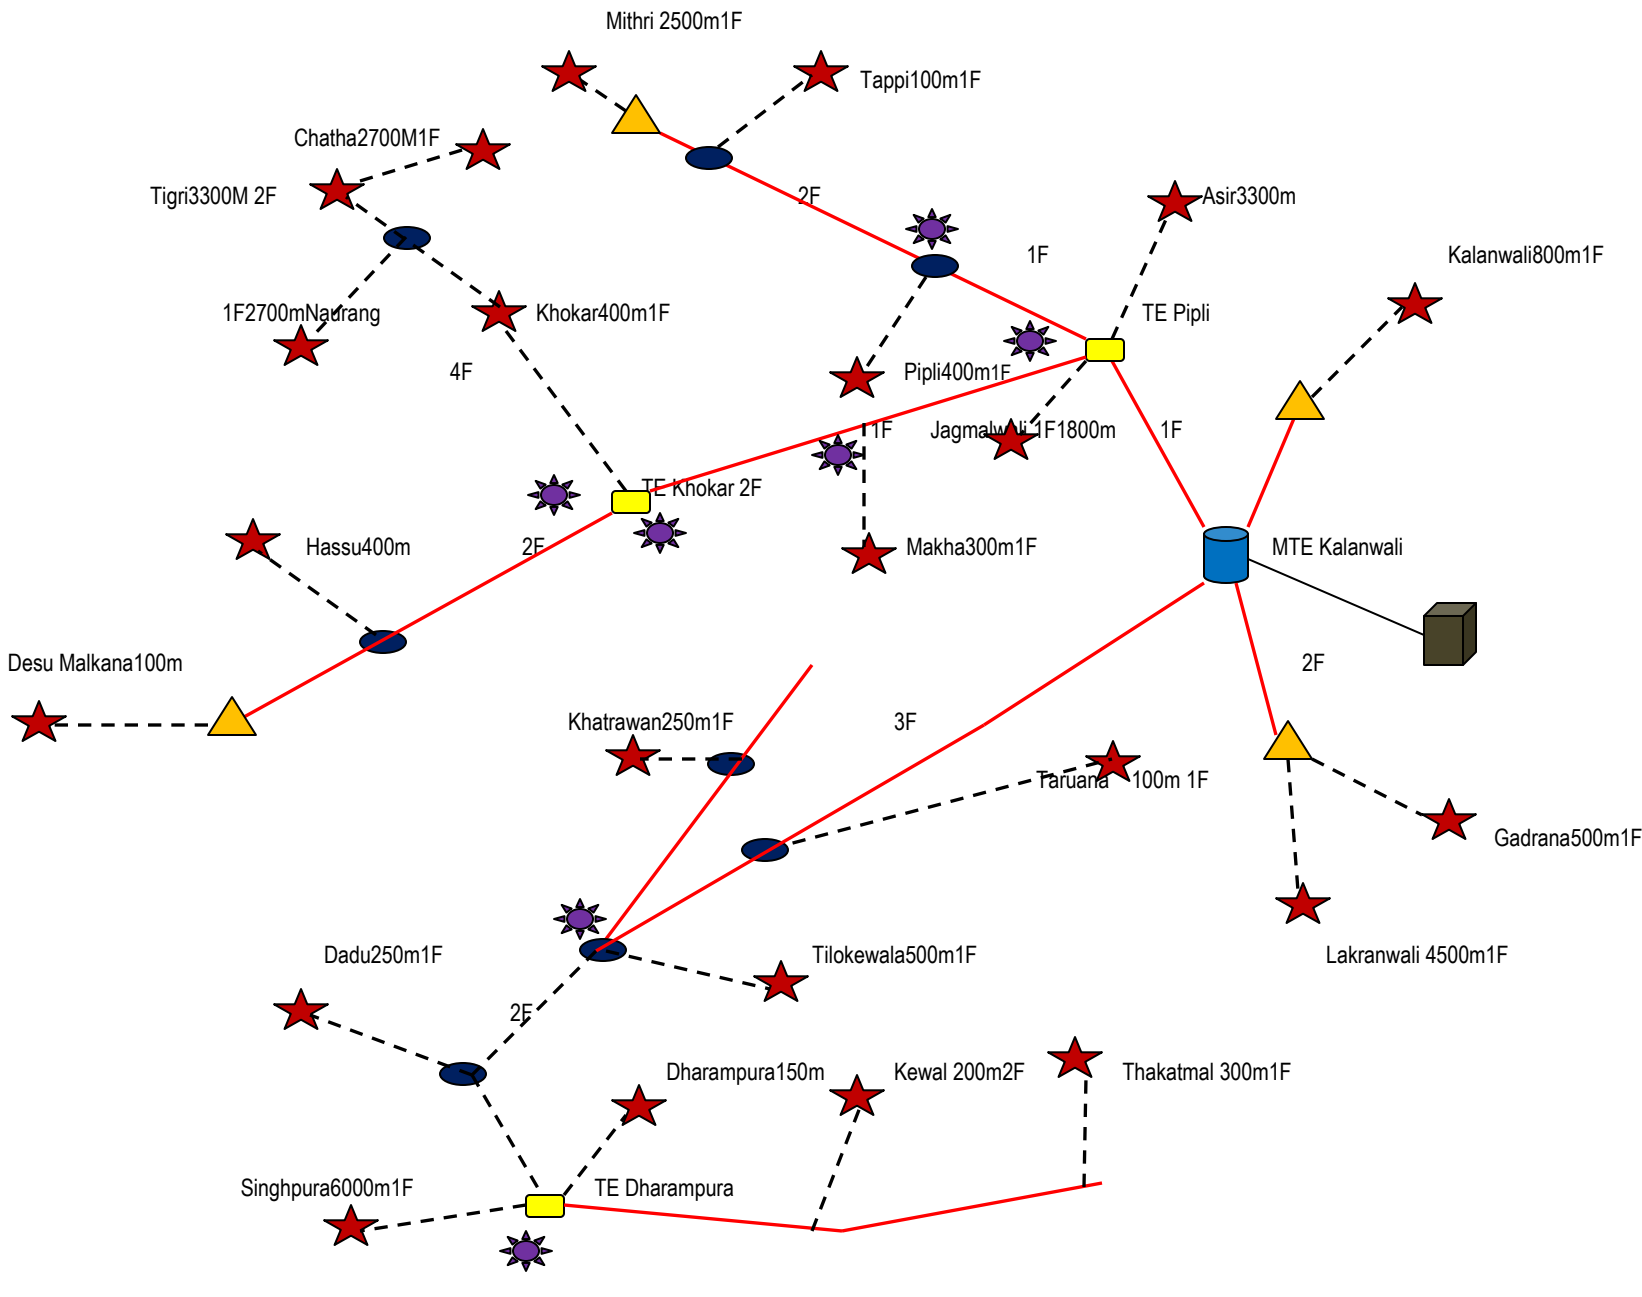 Mithri 2500m1F
Tappi100m1F
Chatha2700M1F
Tigri3300M 2F
2F
Asir3300m
1F
Kalanwali800m1F
1F2700mNaurang
Khokar400m1F
TE Pipli
4F
Pipli400m1F
1F
Jagmalwali 1F1800m
1F
TE Khokar 2F
Hassu400m
2F
Makha300m1F
MTE Kalanwali
Desu Malkana100m
2F
Khatrawan250m1F
3F
Taruana 100m 1F
Gadrana500m1F
Dadu250m1F
Tilokewala500m1F
Lakranwali 4500m1F
2F
Dharampura150m
Kewal 200m2F
Thakatmal 300m1F
Singhpura6000m1F
TE Dharampura